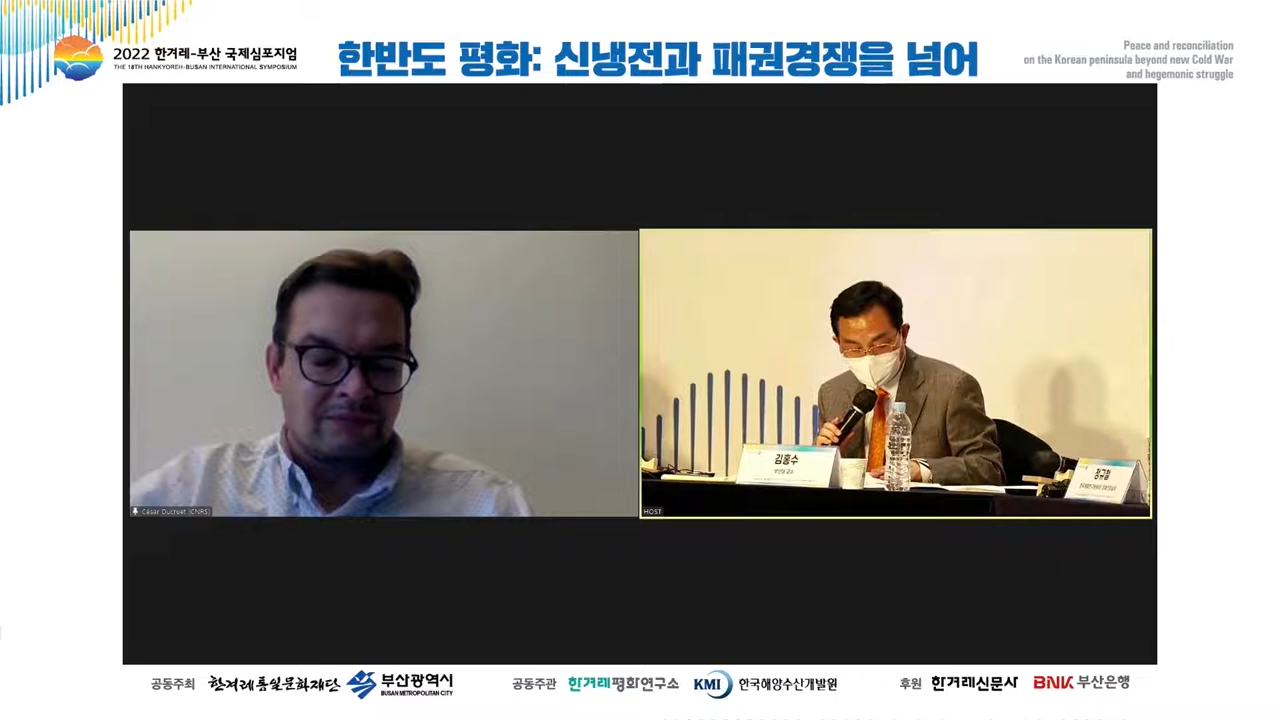 2022 한겨레-부산 국제심포지엄
THE 18TH HANKYOREH-BUSAN INTERNATIONAL SYMPOSIUM
한반도 평화: 신냉전과 패권경쟁을 넘어
Peace and reconciliation
on the Korean peninsula beyond new Cold War
and hegemonic struggle
김홍수
부산대 교수
César Ducruet (CNRS)
HOST
공동주최 한겨레통일문화재단 부산광역시
BUSAN METROPOLITAN CITY
공동주관 한겨레평화연구소 KMI 한국해양수산개발원
후원 한겨레신문사 BNK 부산은행